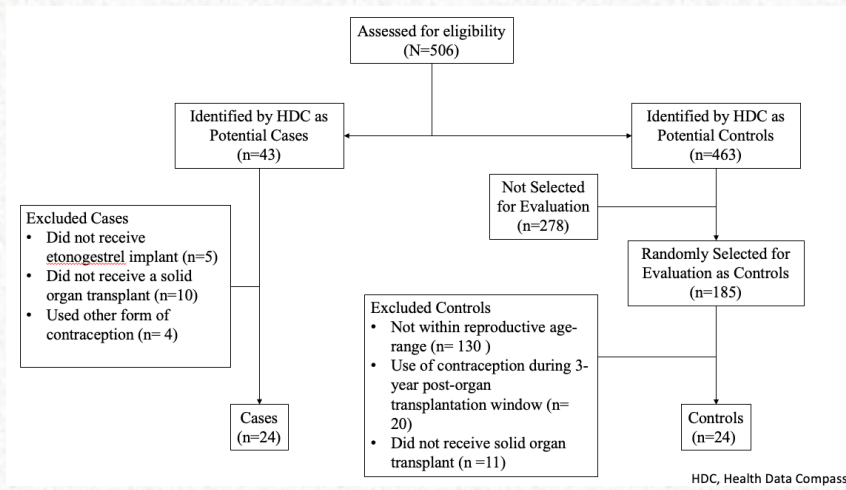 Assessed for eligibility
(N=506)
Identified by HDC as
Potential Cases
(n=43)
Identified by HDC as
Potential Controls
(n=463)
Not Selected
for Evaluation
(n=278)
Excluded Cases
• Did not receive
etonogestrel implant (n=5)
• Did not receive a solid
organ transplant (n=10)
• Used other form of
contraception (n= 4)
Randomly Selected for
Evaluation as Controls
(n=185)
Excluded Controls
• Not within reproductive age-
range (n= 130 )
• Use of contraception during 3-
year post-organ
transplantation window (n=
20)
• Did not receive solid organ
transplant (n =11)
Cases
(n=24)
Controls
(n=24)
HDC, Health Data Compass